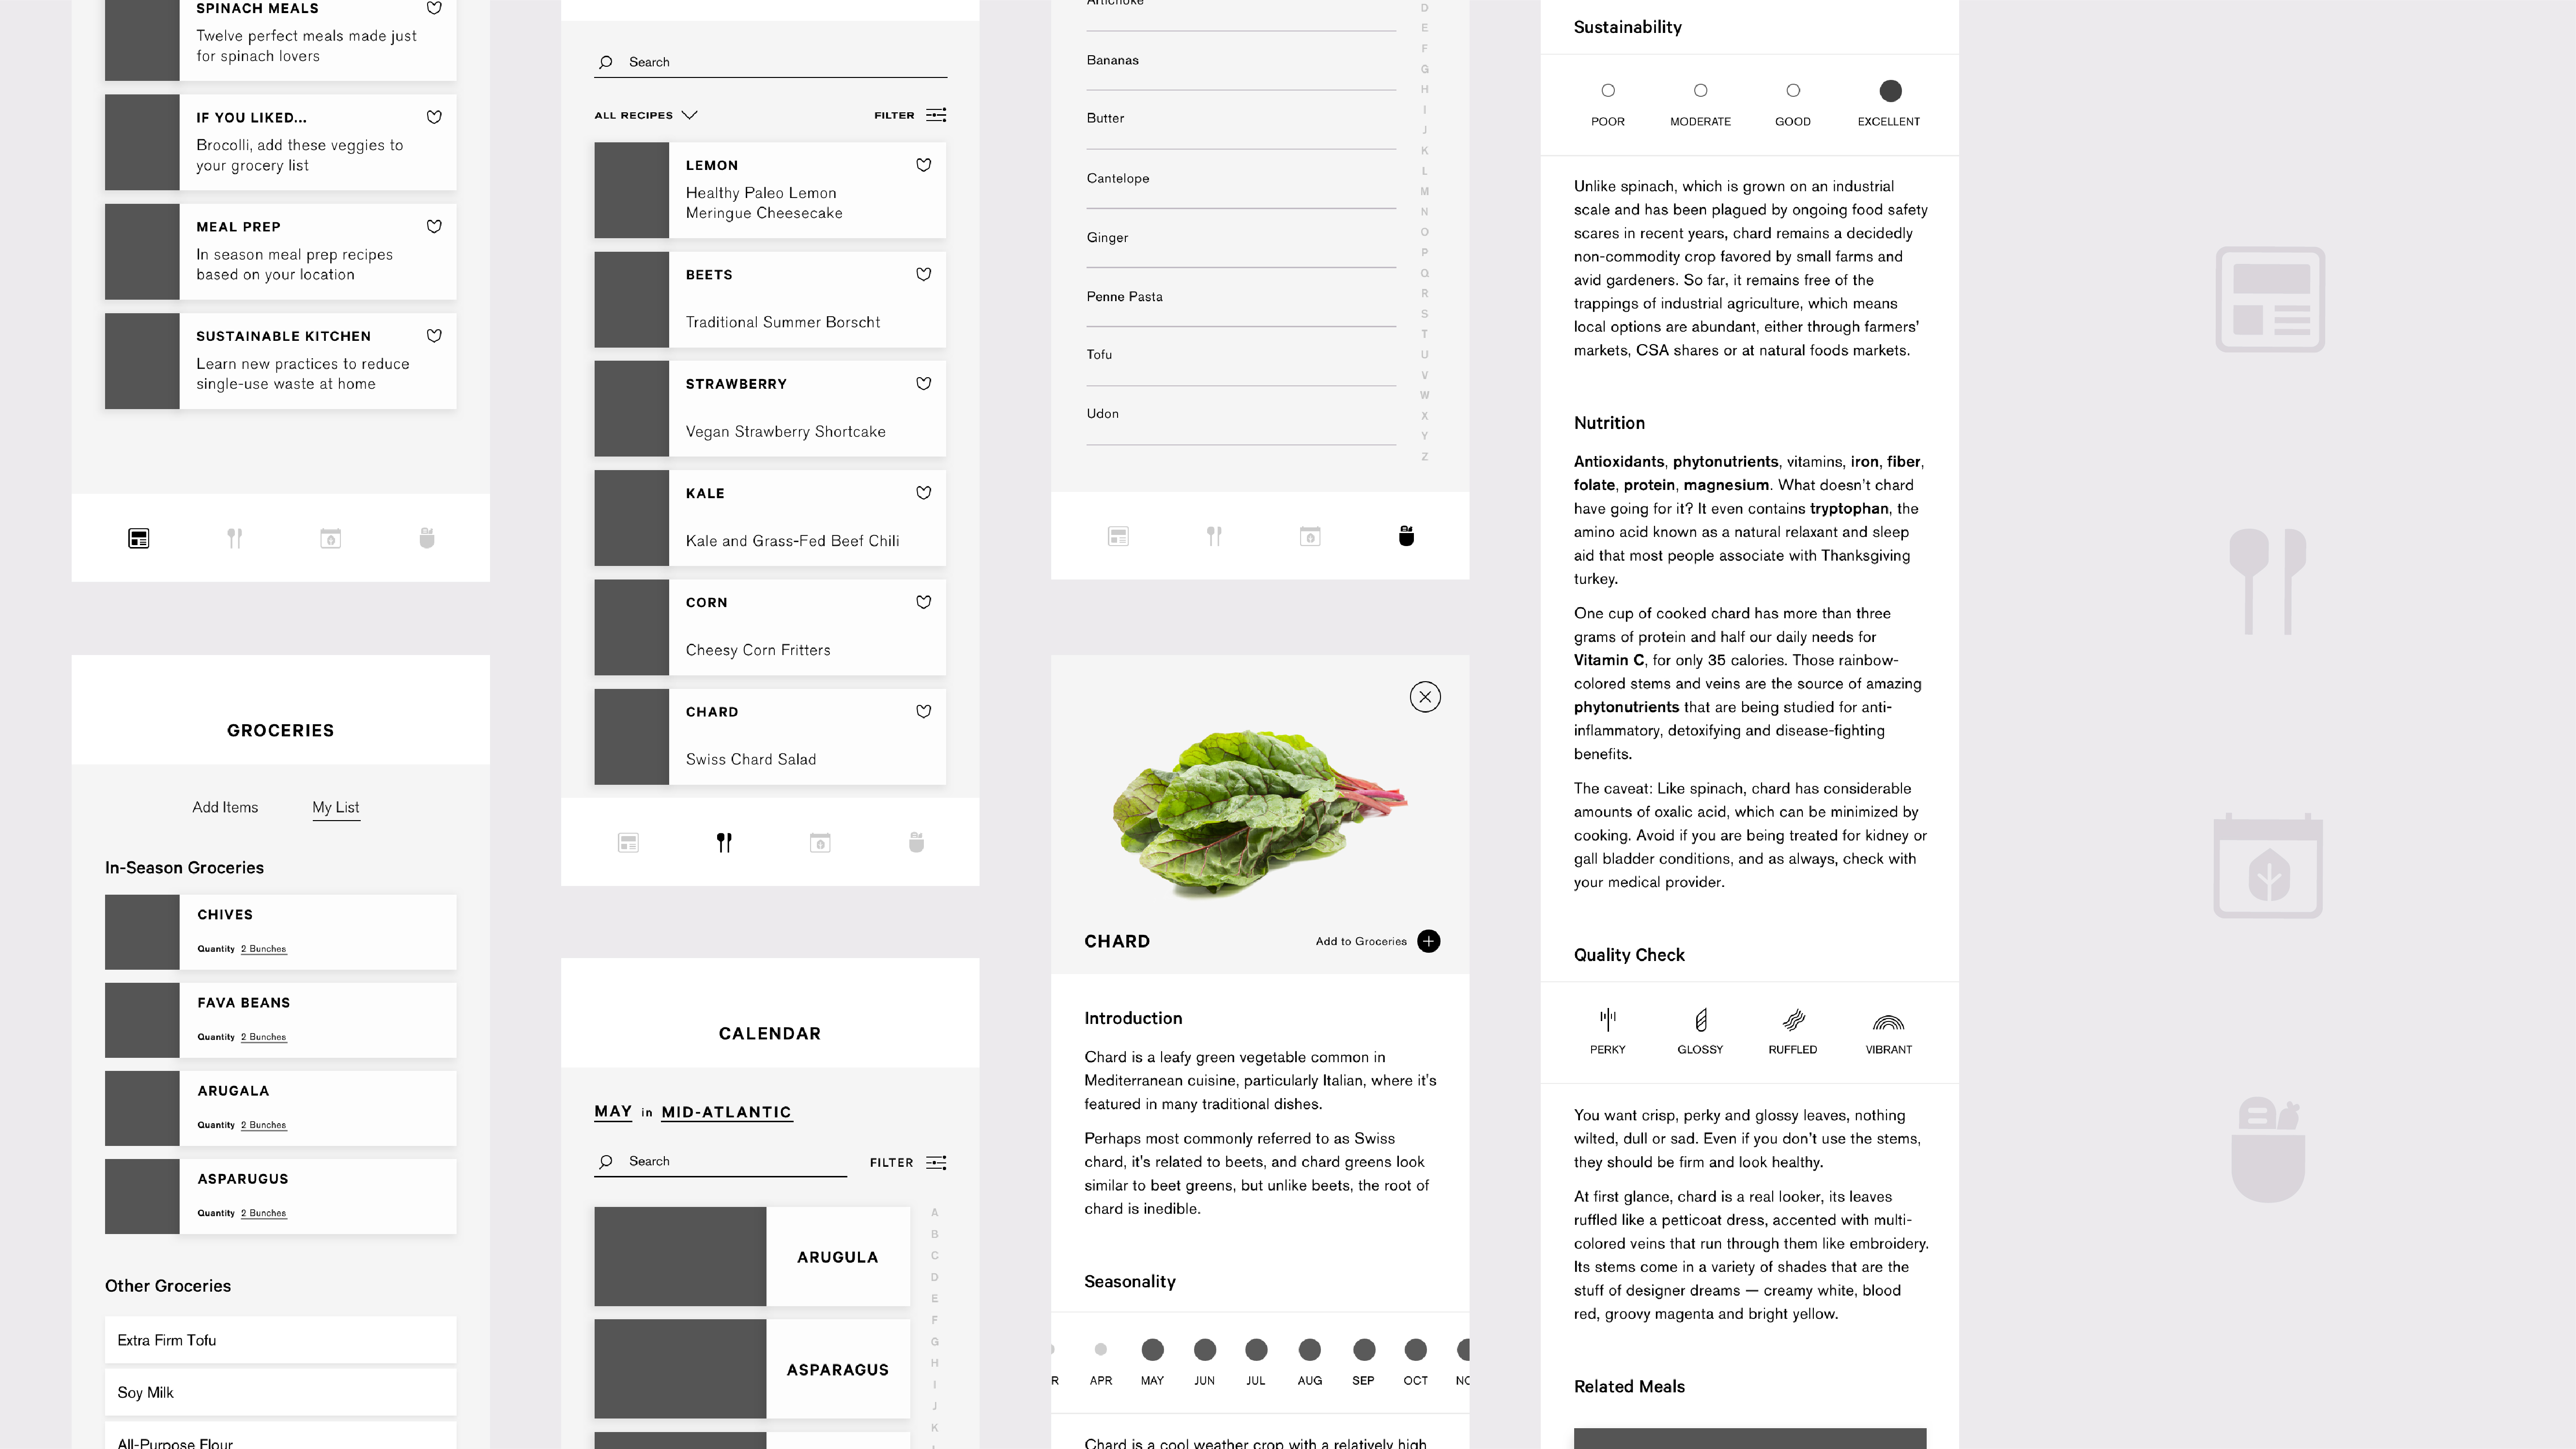 SPINACH MEALS
Twelve perfect meals made just
for spinach lovers
IF YOU LIKED...
Brocolli, add these veggies to
your grocery list
MEAL PREP
In season meal prep recipes
based on your location
SUSTAINABLE KITCHEN
Learn new practices to reduce
single-use waste at home
GROCERIES
Add Items My List
In-Season Groceries
CHIVES
Quantity 2 Bunches
FAVA BEANS
Quantity 2 Bunches
ARUGALA
Quantity 2 Bunches
ASPARUGUS
Quantity 2 Bunches
Other Groceries
Extra Firm Tofu
Soy Milk
All-Purpose Flour
Search
ALL RECIPES FILTER
LEMON
Healthy Paleo Lemon
Meringue Cheesecake
BEETS
Traditional Summer Borscht
STRAWBERRY
Vegan Strawberry Shortcake
KALE
Kale and Grass-Fed Beef Chili
CORN
Cheesy Corn Fritters
CHARD
Swiss Chard Salad
CALENDAR
MAY in MID-ATLANTIC
Search FILTER
ARUGULA
ASPARAGUS
A
B
C
D
E
F
G
H
I
J
K
Artichoke
Bananas
Butter
Cantelope
Ginger
Penne Pasta
Tofu
Udon
D
E
F
G
H
I
J
K
L
M
N
O
P
Q
R
S
T
U
V
W
X
Y
Z
CHARD Add to Groceries
Introduction
Chard is a leafy green vegetable common in
Mediterranean cuisine, particularly Italian, where it's
featured in many traditional dishes.
Perhaps most commonly referred to as Swiss
chard, it's related to beets, and chard greens look
similar to beet greens, but unlike beets, the root of
chard is inedible.
Seasonality
R APR MAY JUN JUL AUG SEP OCT NO
Chard is a cool weather crop with a relatively high
Sustainability
POOR MODERATE GOOD EXCELLENT
Unlike spinach, which is grown on an industrial
scale and has been plagued by ongoing food safety
scares in recent years, chard remains a decidedly
non-commodity crop favored by small farms and
avid gardeners. So far, it remains free of the
trappings of industrial agriculture, which means
local options are abundant, either through farmers'
markets, CSA shares or at natural foods markets.
Nutrition
Antioxidants, phytonutrients, vitamins, iron, fiber,
folate, protein, magnesium. What doesn't chard
have going for it? It even contains tryptophan, the
amino acid known as a natural relaxant and sleep
aid that most people associate with Thanksgiving
turkey.
One cup of cooked chard has more than three
grams of protein and half our daily needs for
Vitamin C, for only 35 calories. Those rainbow-
colored stems and veins are the source of amazing
phytonutrients that are being studied for anti-
inflammatory, detoxifying and disease-fighting
benefits.
The caveat: Like spinach, chard has considerable
amounts of oxalic acid, which can be minimized by
cooking. Avoid if you are being treated for kidney or
gall bladder conditions, and as always, check with
your medical provider.
Quality Check
PERKY GLOSSY RUFFLED VIBRANT
You want crisp, perky and glossy leaves, nothing
wilted, dull or sad. Even if you don't use the stems,
they should be firm and look healthy.
At first glance, chard is a real looker, its leaves
ruffled like a petticoat dress, accented with multi-
colored veins that run through them like embroidery.
Its stems come in a variety of shades that are the
stuff of designer dreams — creamy white, blood
red, groovy magenta and bright yellow.
Related Meals